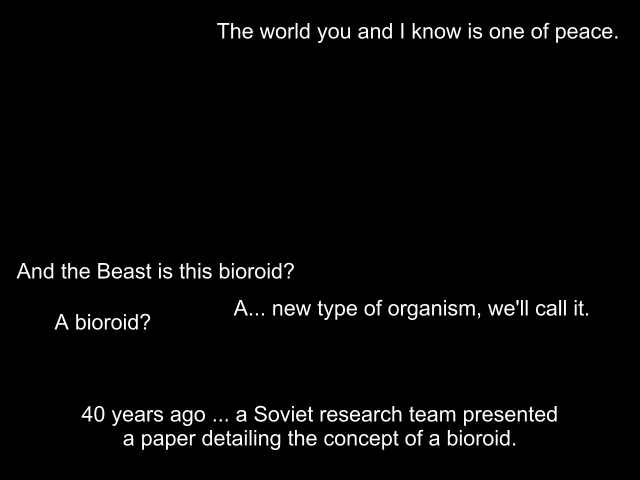 The world you and I know is one of peace.
And the Beast is this bioroid?
A... new type of organism, we'll call it.
A bioroid?
40 years ago ... a Soviet research team presented
a paper detailing the concept of a bioroid.